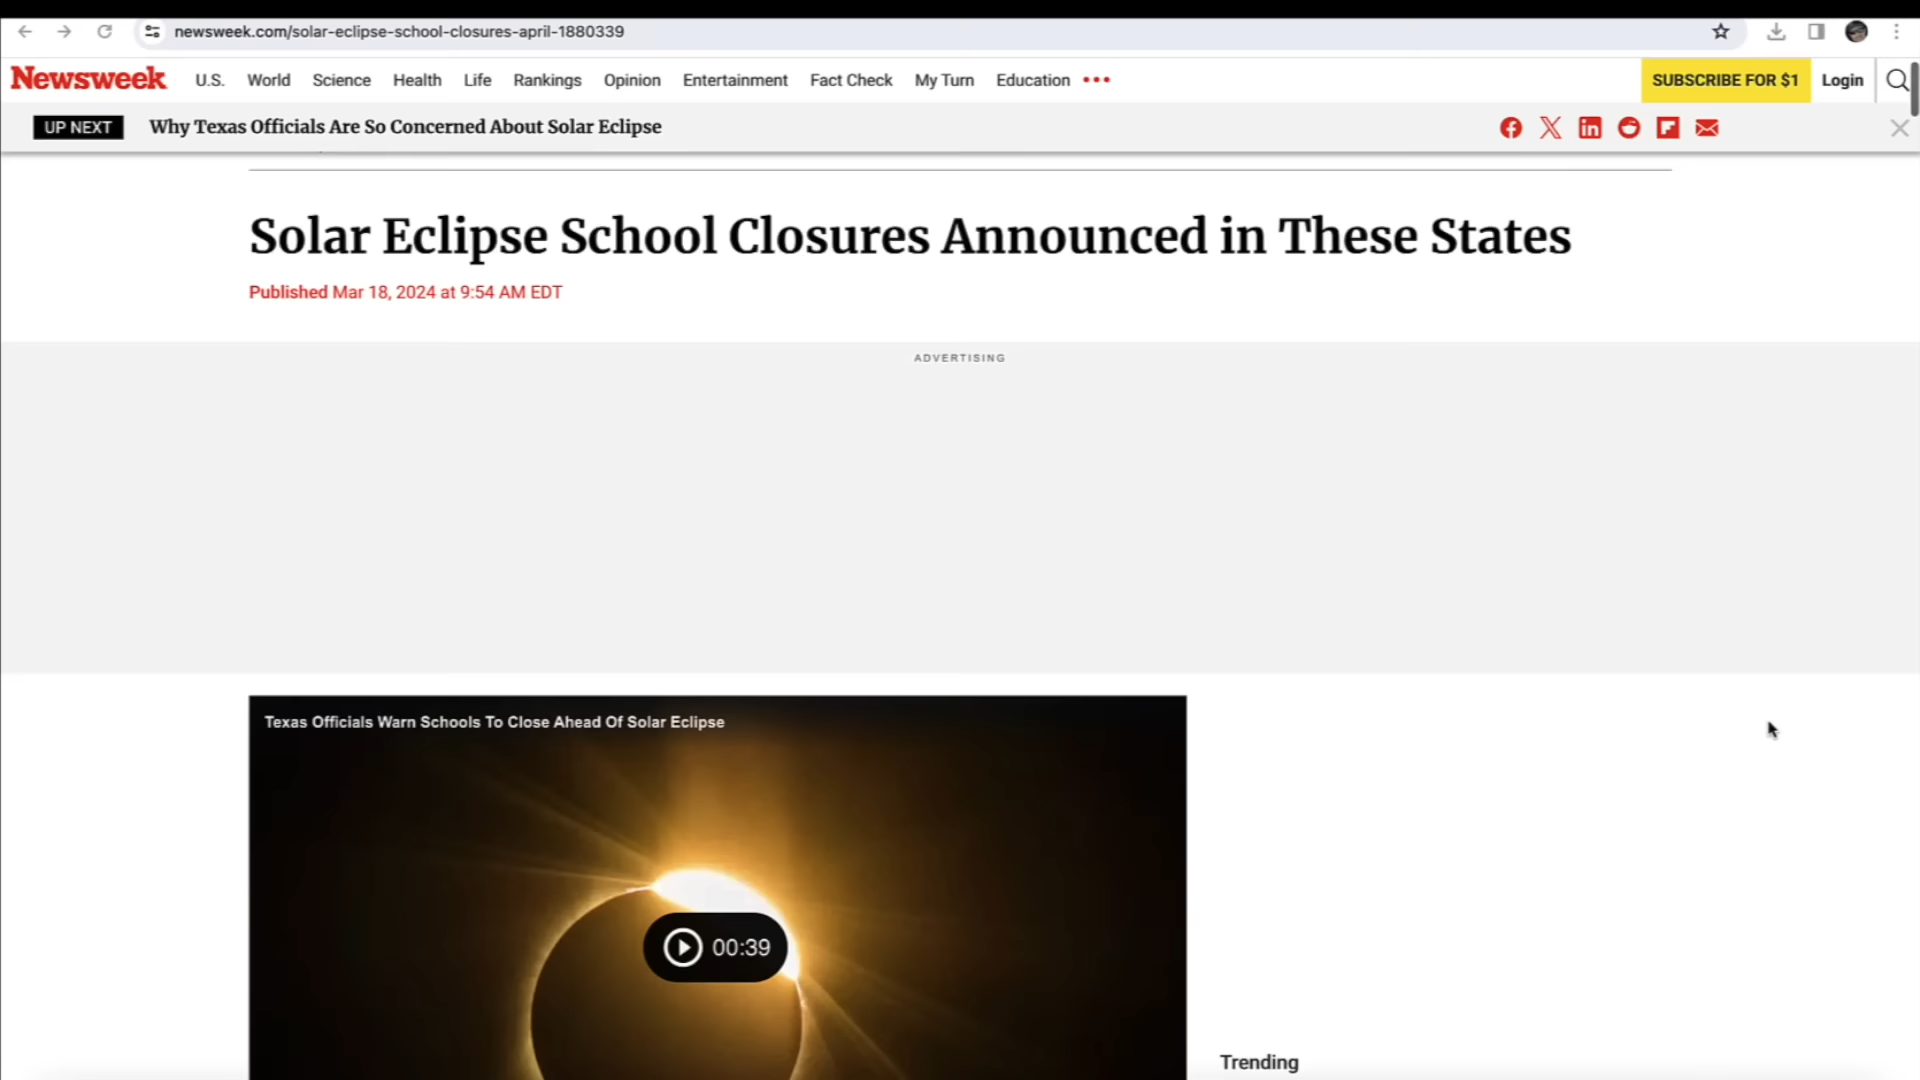 newsweek.com/solar-eclipse-school-closures-april-1880339
Newsweek U.S. World Science Health Life Rankings Opinion Entertainment Fact Check My Turn Education SUBSCRIBE FOR $1 Login
UP NEXT Why Texas Officials Are So Concerned About Solar Eclipse
Solar Eclipse School Closures Announced in These States
Published Mar 18, 2024 at 9:54 AM EDT
ADVERTISING
Texas Officials Warn Schools To Close Ahead Of Solar Eclipse
00:39
Trending